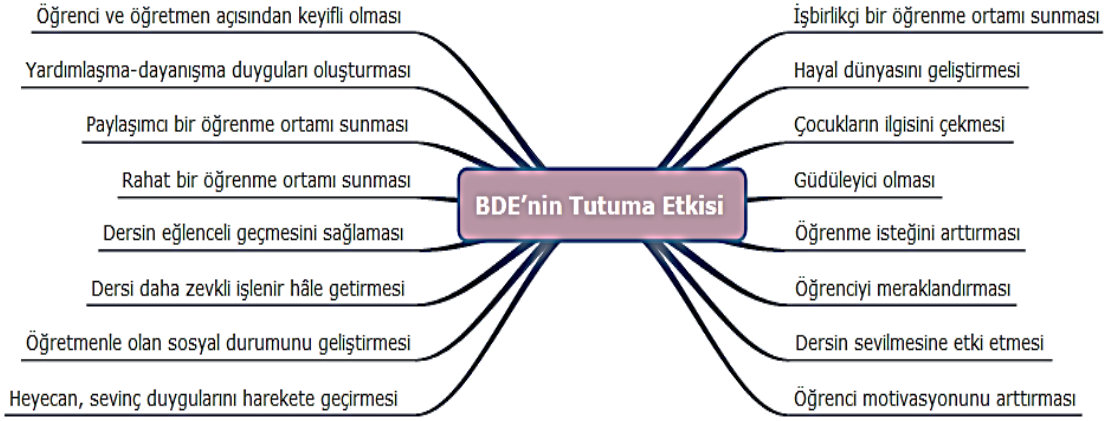 Öğrenci ve öğretmen açısından keyifli olması
Yardımlaşma-dayanışma duyguları oluşturması
Paylaşımcı bir öğrenme ortamı sunması
Rahat bir öğrenme ortamı sunması
Dersin eğlenceli geçmesini sağlaması
Dersi daha zevkli işlenir hâle getirmesi
Öğretmenle olan sosyal durumunu geliştirmesi
Heyecan, sevinç duygularını harekete geçirmesi
BDE’nin Tutuma Etkisi
İşbirlikçi bir öğrenme ortamı sunması
Hayal dünyasını geliştirmesi
Çocukların ilgisini çekmesi
Güdüleyici olması
Öğrenme isteğini arttırması
Öğrenciyi meraklandırması
Dersin sevilmesine etki etmesi
Öğrenci motivasyonunu arttırması